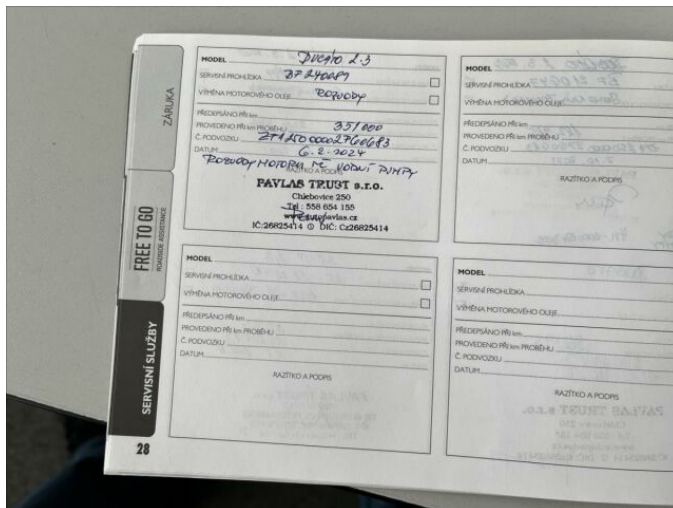 ZÁRUKA
FREE TO GO
ROADSIDE ASSISTANCE
SERVISNÍ SLUŽBY
28
MODEL Ducato 2.3
SERVISNÍ PROHLÍDKA BF240089
VÝMĚNA MOTOROVÉHO OLEJE ROZVODY
PŘEDEPSÁNO PŘI km
PROVEDENO PŘI km PROBĚHU 351000
Č. PODVOZKU
DATUM 6.2.2024
ROZVODY MOTORU VODNÍ PUMPY
RAZÍTKO A PODPIS
PAVLAS TRUST s.r.o.
Chlebovice 250
Tel: 558 654 155
www.autopavlas.cz
IČ:26825414 DIČ: Cz26825414
MODEL
SERVISNÍ PROHLÍDKA
VÝMĚNA MOTOROVÉHO OLEJE
PŘEDEPSÁNO PŘI km
PROVEDENO PŘI km PROBĚHU
Č. PODVOZKU
DATUM
RAZÍTKO A PODPIS
MODEL
SERVISNÍ PROHLÍDKA
VÝMĚNA MOTOROVÉHO OLEJE
PŘEDEPSÁNO PŘI km
PROVEDENO PŘI km PROBĚHU
Č. PODVOZKU
DATUM
RAZÍTKO A PODPIS
MODEL
SERVISNÍ PROHLÍDKA
VÝMĚNA MOTOROVÉHO OLEJE
PŘEDEPSÁNO PŘI km
PROVEDENO PŘI km PROBĚHU
Č. PODVOZKU
DATUM
RAZÍTKO A PODPIS